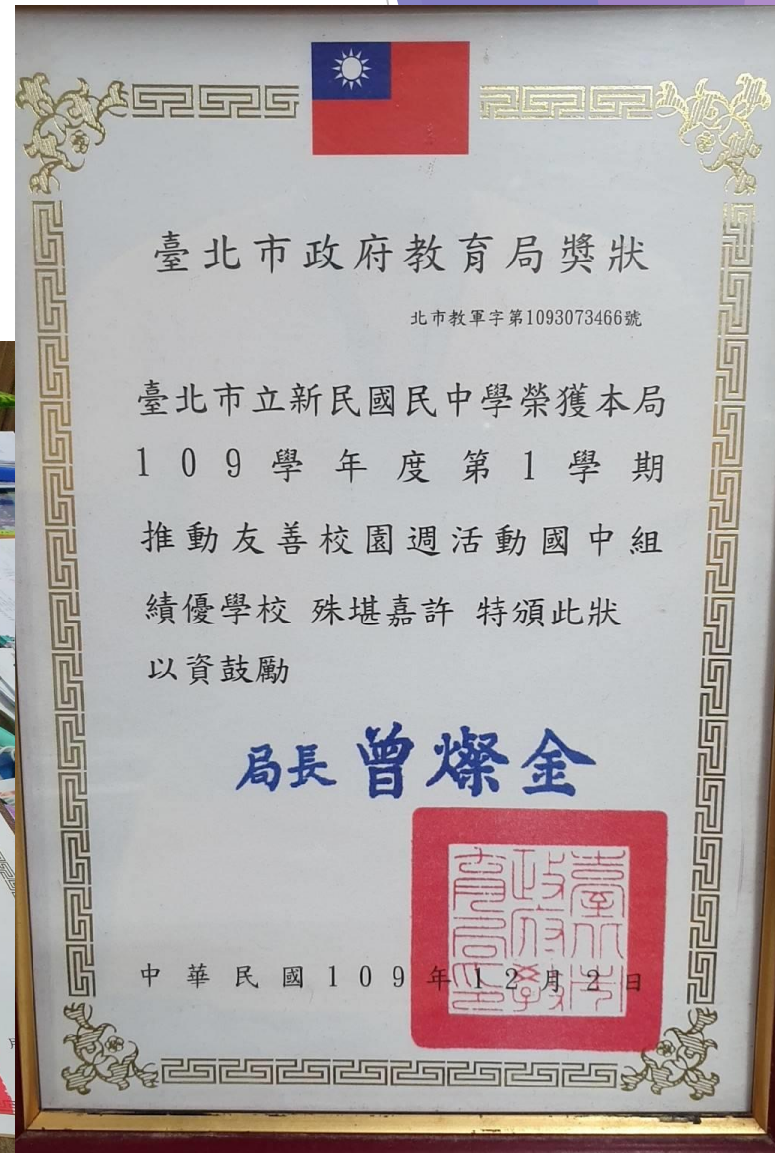 臺北市政府教育局獎狀
北市教軍字第1093073466號
臺北市立新民國民中學榮獲本局
109學年度第1學期
推動友善校園週活動國中組
績優學校 殊堪嘉許 特頒此狀
以資鼓勵
局長 曾燦金
臺北市政府教育局印
中華民國109年12月2日